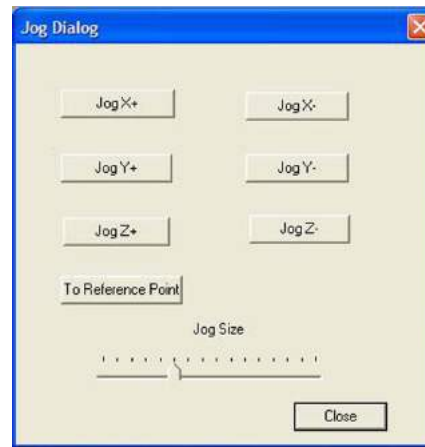 Jog Dialog
Jog X+
Jog X-
Jog Y+
Jog Y-
Jog Z+
Jog Z-
To Reference Point
Jog Size
Close